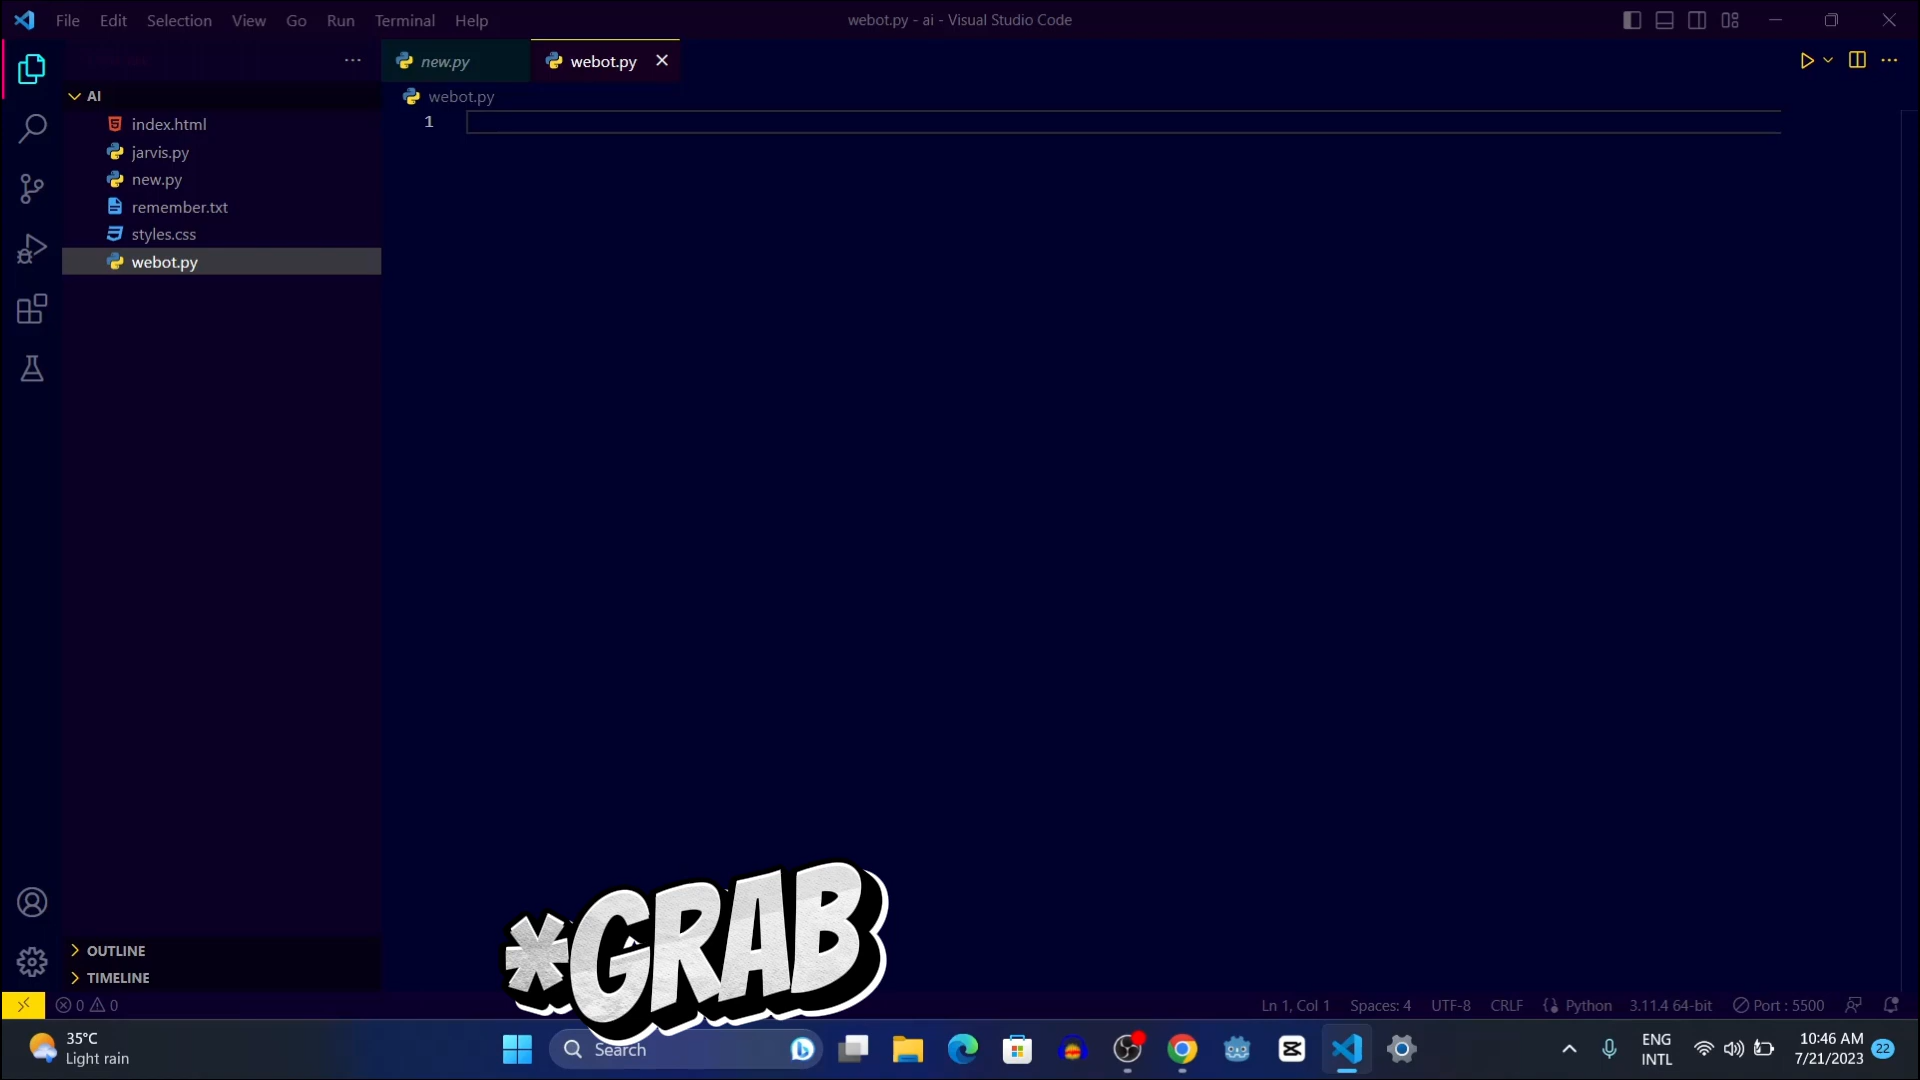 File Edit Selection View Go Run Terminal Help
webot.py - ai - Visual Studio Code
new.py
webot.py
AI
webot.py
1
index.html
jarvis.py
new.py
remember.txt
styles.css
webot.py
*GRAB
OUTLINE
TIMELINE
0 0
Ln 1, Col 1 Spaces: 4 UTF-8 CRLF Python 3.11.4 64-bit Port : 5500
35°C
Light rain
Search
ENG
INTL
10:46 AM
7/21/2023
22